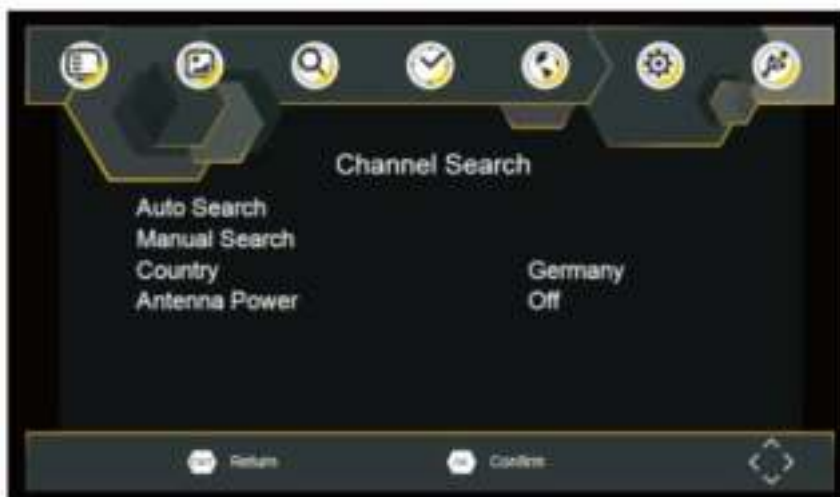 Channel Search
Auto Search
Manual Search
Country Germany
Antenna Power Off
Return Confirm